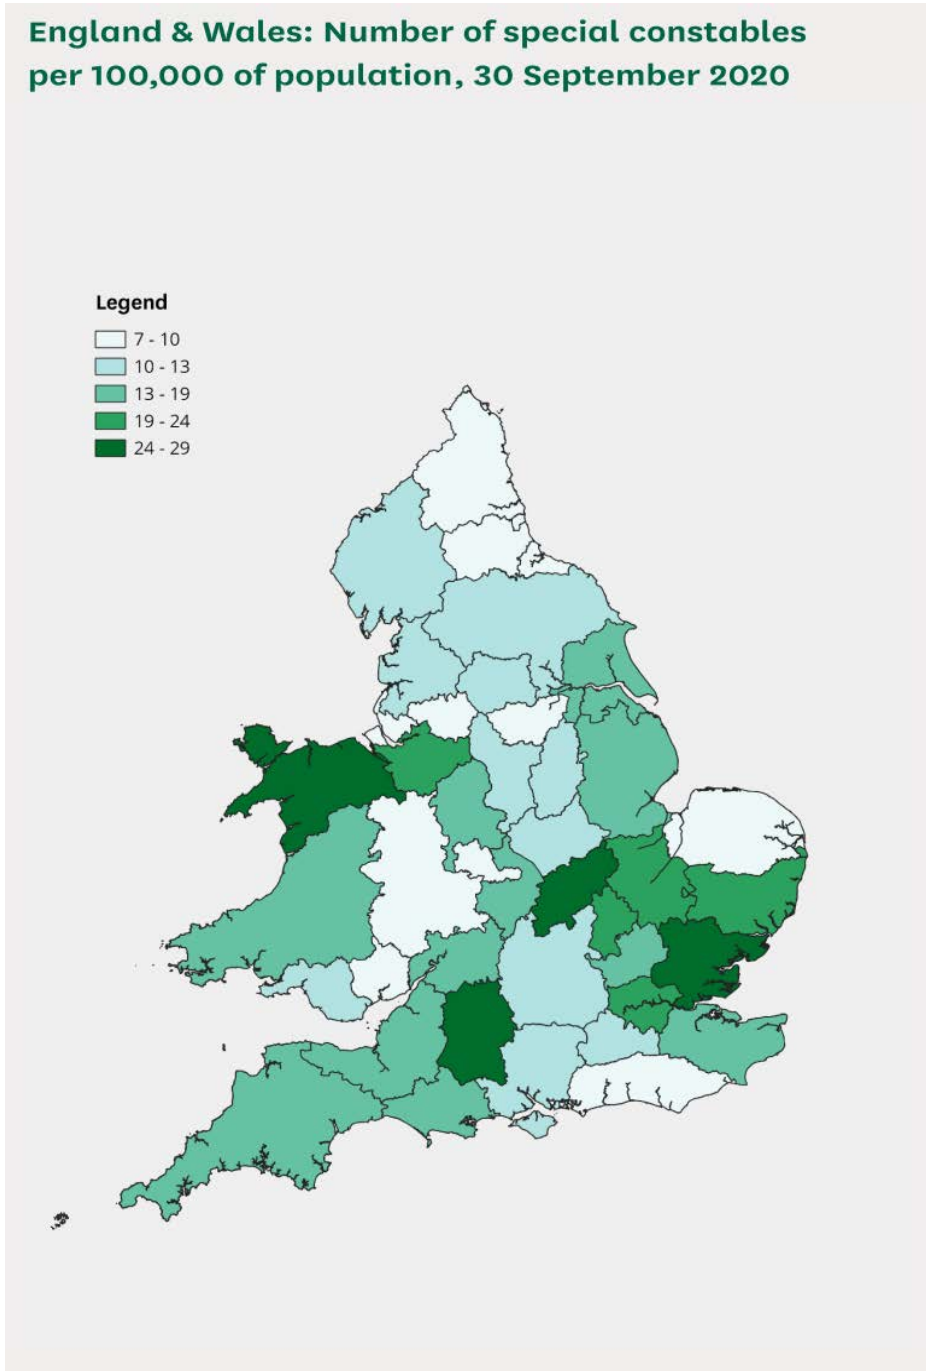 England & Wales: Number of special constables
per 100,000 of population, 30 September 2020
Legend
7 - 10
10 - 13
13 - 19
19 - 24
24 - 29